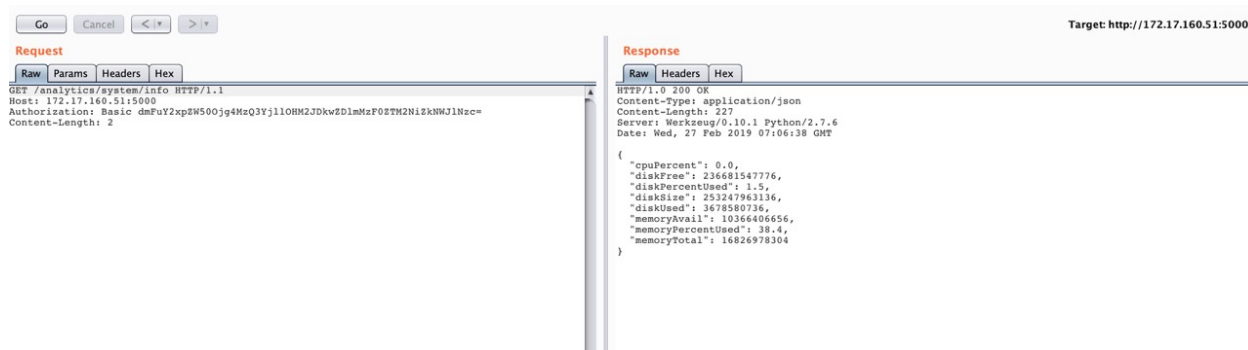 Go Cancel < >
Target: http://172.17.160.51:5000
Request
Raw Params Headers Hex
GET /analytics/system/info HTTP/1.1
Host: 172.17.160.51:5000
Authorization: Basic dmFuY2xpZW50Ojg4MzQ3YjllOHM2JDkwZDlmMzF0ZTM2NiZkNWJlNzc=
Content-Length: 2
Response
Raw Headers Hex
HTTP/1.0 200 OK
Content-Type: application/json
Content-Length: 227
Server: Werkzeug/0.10.1 Python/2.7.6
Date: Wed, 27 Feb 2019 07:06:38 GMT
{
"cpuPercent": 0.0,
"diskFree": 236681547776,
"diskPercentUsed": 1.5,
"diskSize": 253247963136,
"diskUsed": 3678580736,
"memoryAvail": 10366406656,
"memoryPercentUsed": 38.4,
"memoryTotal": 16826978304
}